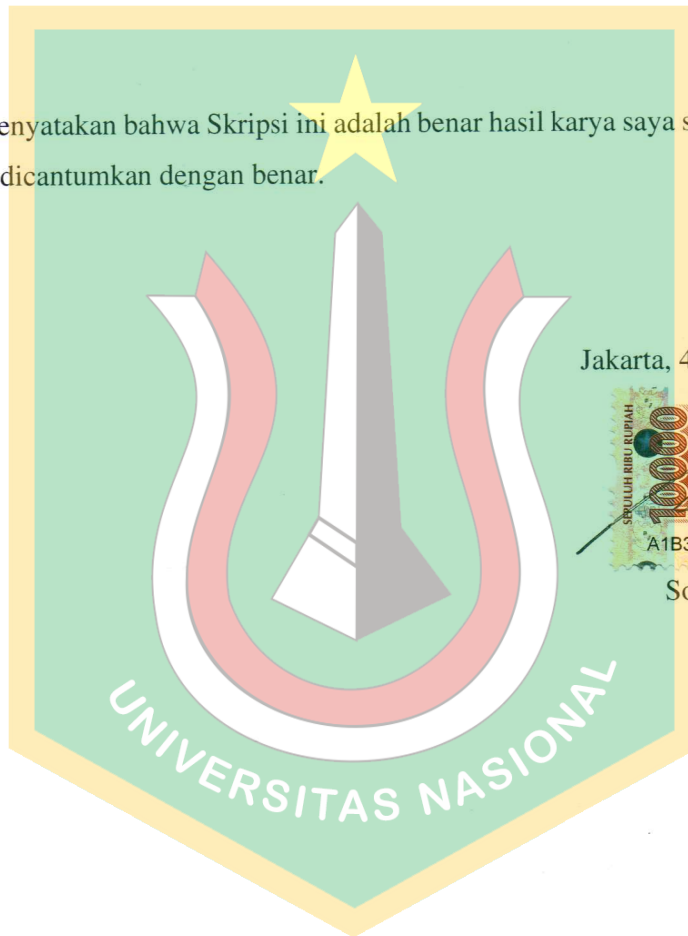 enyatakan bahwa Skripsi ini adalah benar hasil karya saya s
dicantumkan dengan benar.
Jakarta, 4
SEPULUH RIBU RUPIAH
10000
A1B3
So
UNIVERSITAS NASIONAL